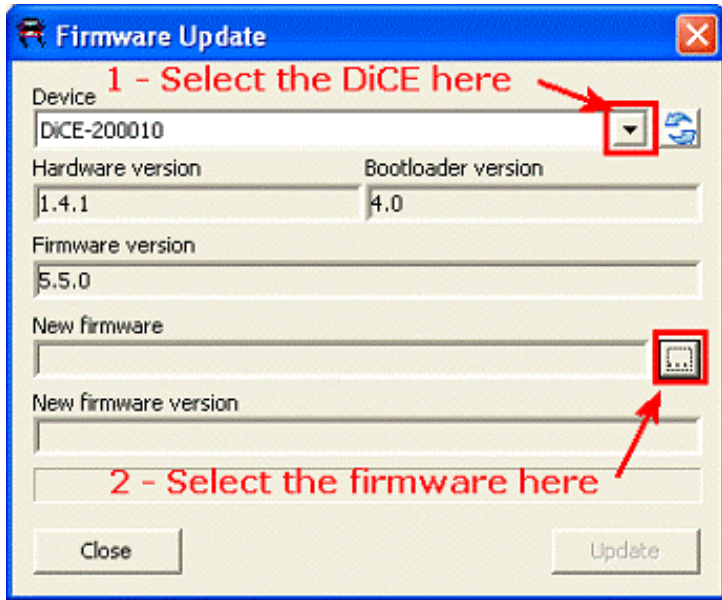 Firmware Update
1 - Select the DiCE here
Device
DiCE-200010
Hardware version Bootloader version
1.4.1 4.0
Firmware version
5.5.0
New firmware
...
New firmware version
2 - Select the firmware here
Close Update